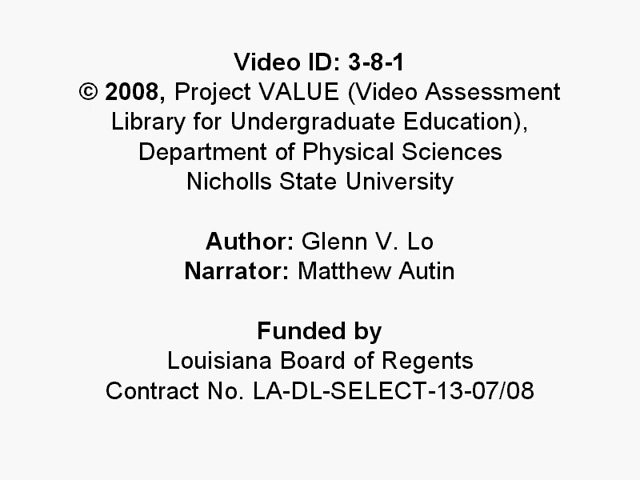 Video ID: 3-8-1
© 2008, Project VALUE (Video Assessment
Library for Undergraduate Education),
Department of Physical Sciences
Nicholls State University
Author: Glenn V. Lo
Narrator: Matthew Autin
Funded by
Louisiana Board of Regents
Contract No. LA-DL-SELECT-13-07/08